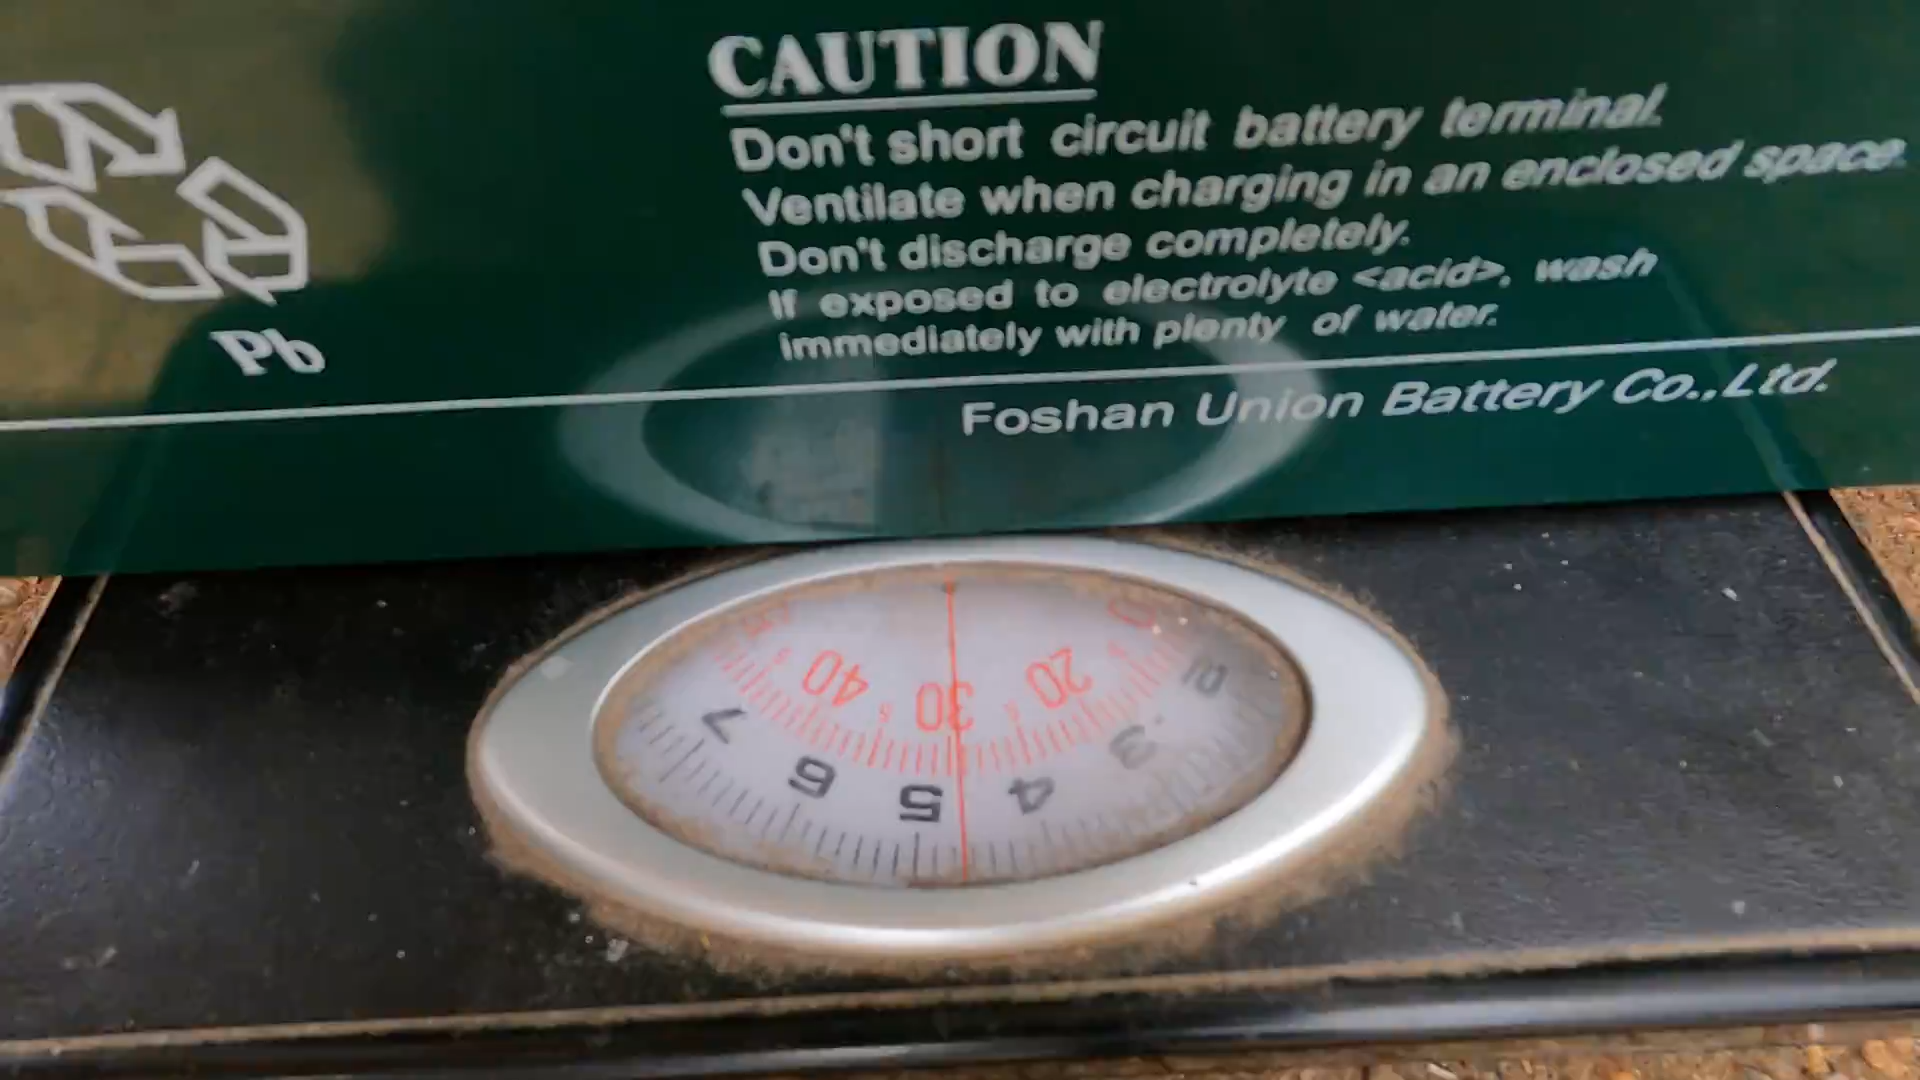 CAUTION
Don't short circuit battery terminal.
Ventilate when charging in an enclosed space.
Don't discharge completely.
If exposed to electrolyte <acid>, wash
immediately with plenty of water.
Pb
Foshan Union Battery Co.,Ltd.
40 30 20
7 6 5 4 3 2